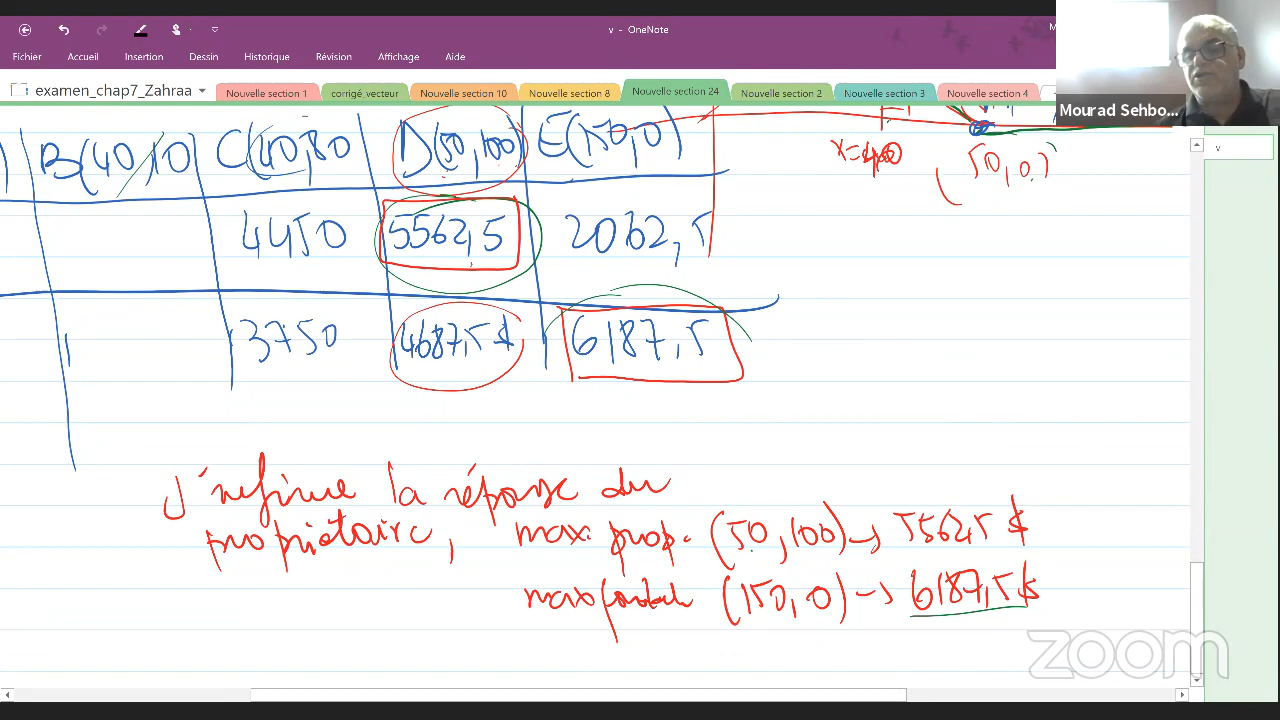 v - OneNote
Fichier Accueil Insertion Dessin Historique Révision Affichage Aide
examen_chap7_Zahraa
Nouvelle section 1 corrigé_vecteur Nouvelle section 10 Nouvelle section 8 Nouvelle section 24 Nouvelle section 2 Nouvelle section 3 Nouvelle section 4
Mourad Sehbo...
v
B(40,10) C(40,80 D(50,100) E(150,0)
50,0)
4450 5562,5 2062,5
3750 4687,5$ 6187,5
J'infirme la réponse du
propriétaire, max. prop. (50,100) → 5562,5 $
max (150,0) → 6187,5$
zoom